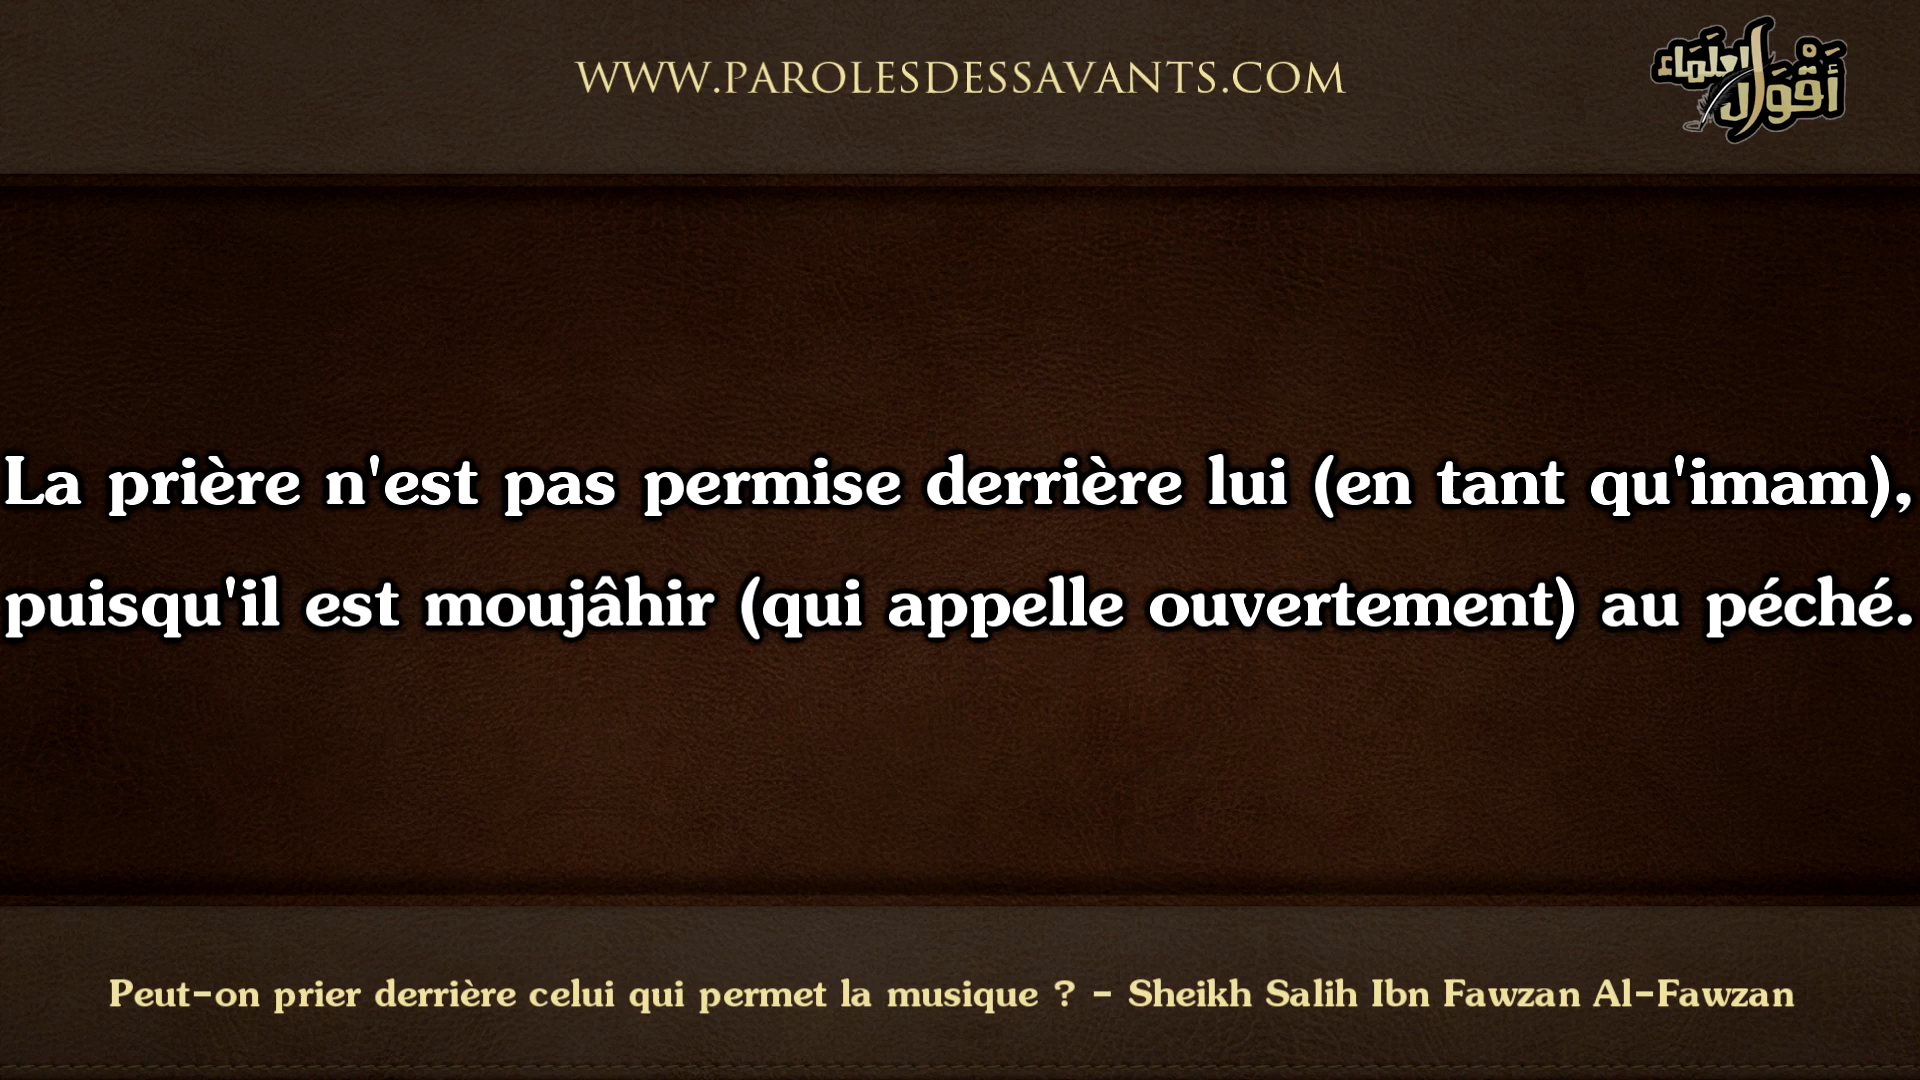 WWW.PAROLESDESSAVANTS.COM
أقوال العلماء
La prière n'est pas permise derrière lui (en tant qu'imam),
puisqu'il est moujâhir (qui appelle ouvertement) au péché.
Peut-on prier derrière celui qui permet la musique ? - Sheikh Salih Ibn Fawzan Al-Fawzan